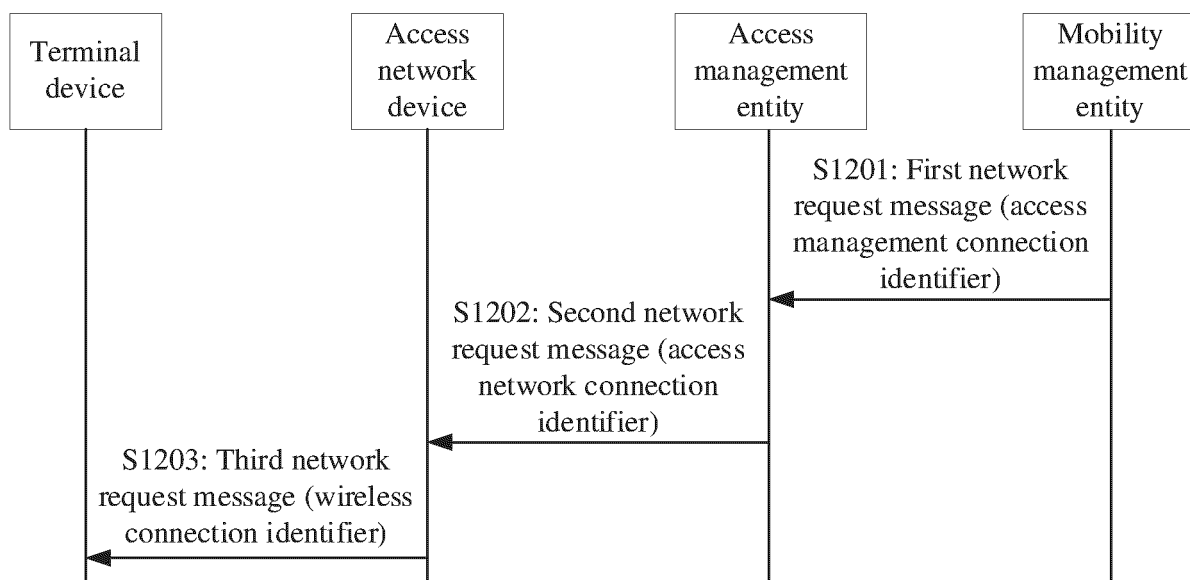 Terminal
device
Access
network
device
Access
management
entity
Mobility
management
entity
S1201: First network
request message (access
management connection
identifier)
S1202: Second network
request message (access
network connection
identifier)
S1203: Third network
request message (wireless
connection identifier)